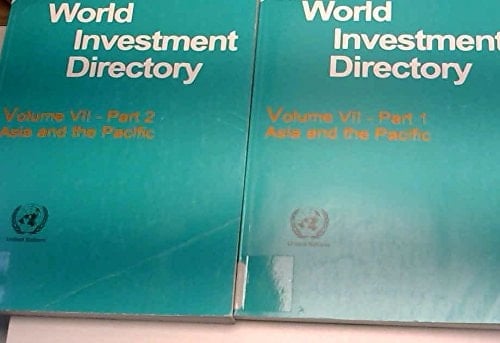 World
Investment
Directory
Volume VII - Part 2
Asia and the Pacific
United Nations
World
Investment
Directory
Volume VII - Part 1
Asia and the Pacific
United Nations